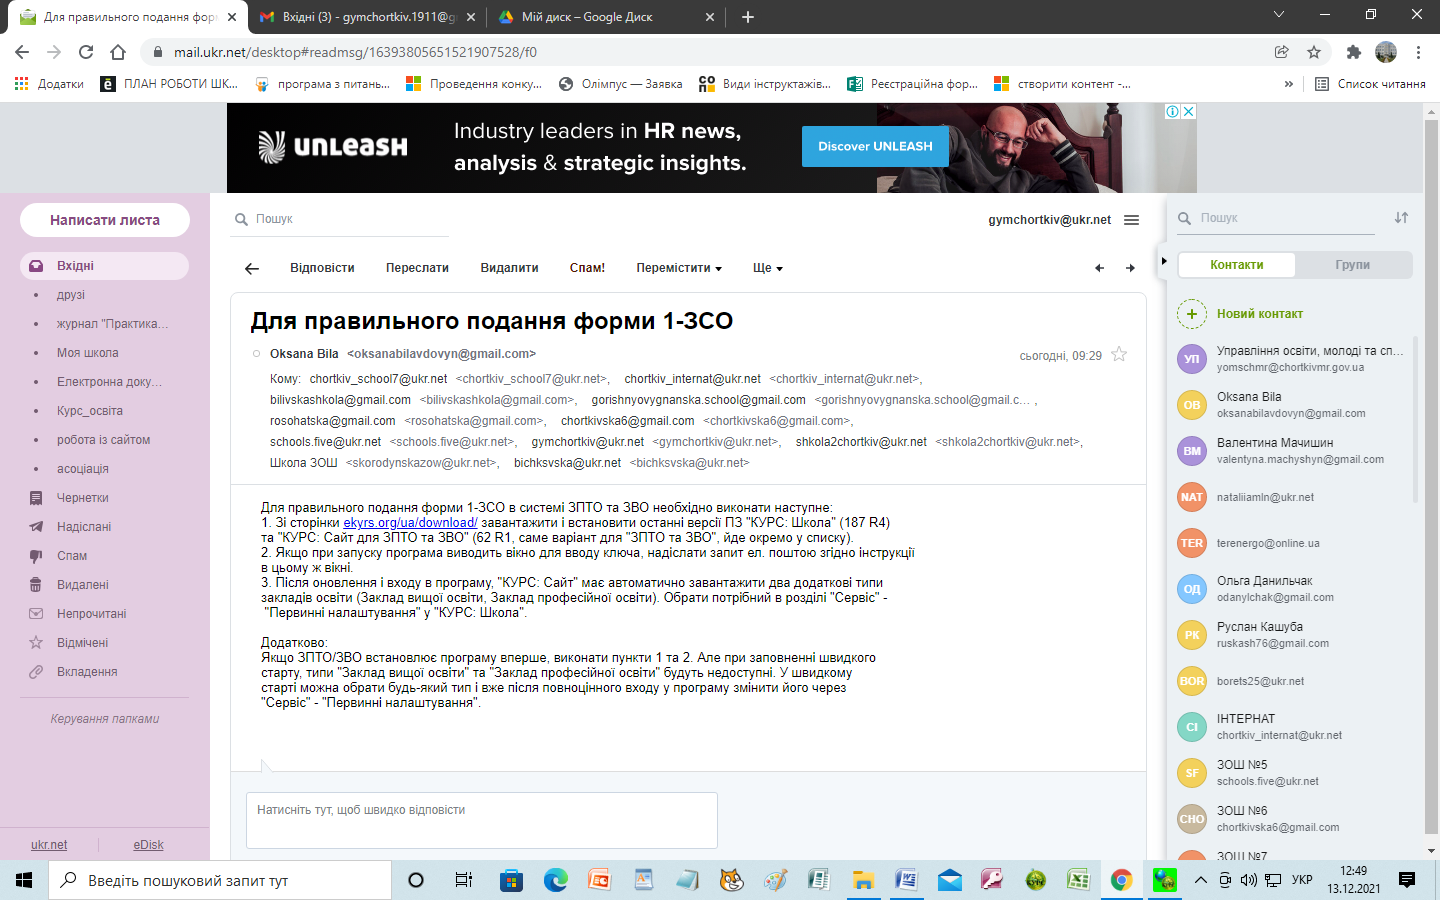 Для правильного подання фор
Вхідні (3) - gymchortkiv.1911@g
Мій диск – Google Диск
mail.ukr.net/desktop#readmsg/16393805651521907528/f0
Додатки
ПЛАН РОБОТИ ШК...
програма з питань...
Проведення конку...
Олімпус — Заявка
Види інструктажів...
Реєстраційна фор...
створити контент -...
»
Список читання
UNLEASH
Industry leaders in HR news,
analysis & strategic insights.
Discover UNLEASH
Написати листа
Вхідні
друзі
журнал "Практика...
Моя школа
Електронна доку...
Курс_освіта
робота із сайтом
асоціація
Чернетки
Надіслані
Спам
Видалені
Непрочитані
Відмічені
Вкладення
Керування папками
ukr.net
eDisk
Пошук
gymchortkiv@ukr.net
Відповісти Переслати Видалити Спам! Перемістити Ще
Для правильного подання форми 1-ЗСО
Oksana Bila <oksanabilavdovyn@gmail.com>
сьогодні, 09:29
Кому: chortkiv_school7@ukr.net <chortkiv_school7@ukr.net>, chortkiv_internat@ukr.net <chortkiv_internat@ukr.net>,
bilivskashkola@gmail.com <bilivskashkola@gmail.com>, gorishnyovygnanska.school@gmail.com <gorishnyovygnanska.school@gmail.c... ,
rosohatska@gmail.com <rosohatska@gmail.com>, chortkivska6@gmail.com <chortkivska6@gmail.com>,
schools.five@ukr.net <schools.five@ukr.net>, gymchortkiv@ukr.net <gymchortkiv@ukr.net>, shkola2chortkiv@ukr.net <shkola2chortkiv@ukr.net>,
Школа ЗОШ <skorodynskazow@ukr.net>, bichksvska@ukr.net <bichksvska@ukr.net>
Для правильного подання форми 1-ЗСО в системі ЗПТО та ЗВО необхідно виконати наступне:
1. Зі сторінки ekyrs.org/ua/download/ завантажити і встановити останні версії ПЗ "КУРС: Школа" (187 R4)
та "КУРС: Сайт для ЗПТО та ЗВО" (62 R1, саме варіант для "ЗПТО та ЗВО", йде окремо у списку).
2. Якщо при запуску програма виводить вікно для вводу ключа, надіслати запит ел. поштою згідно інструкції
в цьому ж вікні.
3. Після оновлення і входу в програму, "КУРС: Сайт" має автоматично завантажити два додаткові типи
закладів освіти (Заклад вищої освіти, Заклад професійної освіти). Обрати потрібний в розділі "Сервіс" -
"Первинні налаштування" у "КУРС: Школа".
Додатково:
Якщо ЗПТО/ЗВО встановлює програму вперше, виконати пункти 1 та 2. Але при заповненні швидкого
старту, типи "Заклад вищої освіти" та "Заклад професійної освіти" будуть недоступні. У швидкому
старті можна обрати будь-який тип і вже після повноцінного входу у програму змінити його через
"Сервіс" - "Первинні налаштування".
Натисніть тут, щоб швидко відповісти
Пошук
Контакти Групи
Новий контакт
УП
Управління освіти, молоді та сп...
yomschmr@chortkivmr.gov.ua
OB
Oksana Bila
oksanabilavdovyn@gmail.com
ВМ
Валентина Мачишин
valentyna.machyshyn@gmail.com
NAT
nataliiamln@ukr.net
TER
terenergo@online.ua
ОД
Ольга Данильчак
odanylchak@gmail.com
РК
Руслан Кашуба
ruskash76@gmail.com
BOR
borets25@ukr.net
CI
ІНТЕРНАТ
chortkiv_internat@ukr.net
SF
ЗОШ №5
schools.five@ukr.net
CHO
ЗОШ №6
chortkivska6@gmail.com
ЗОШ №7
Введіть пошуковий запит тут
УКР
12:49
13.12.2021